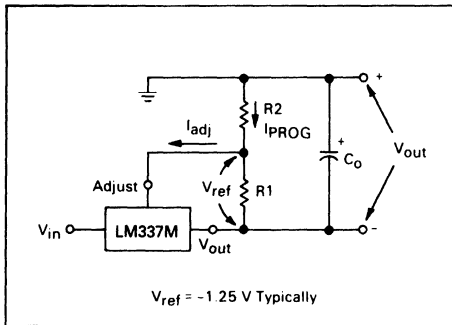 +
R2
Iadj
IPROG
+
Co
Vout
Adjust
Vref
R1
Vin
LM337M
Vout
-
Vref = -1.25 V Typically